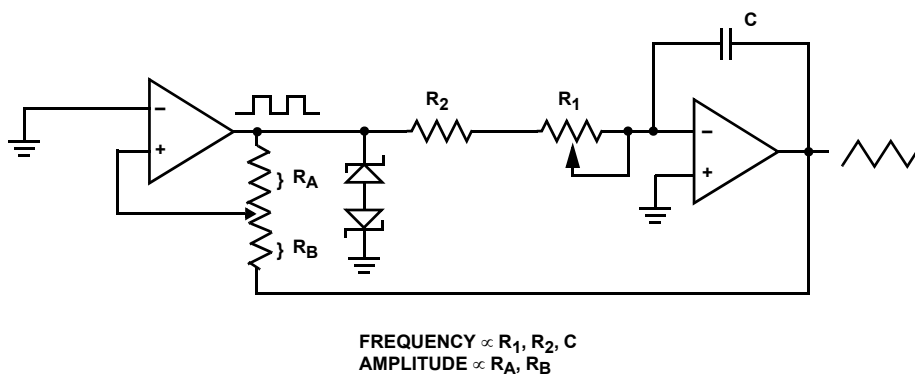 C
R2
R1
–
+
} RA
} RB
–
+
FREQUENCY ∝ R1, R2, C
AMPLITUDE ∝ RA, RB